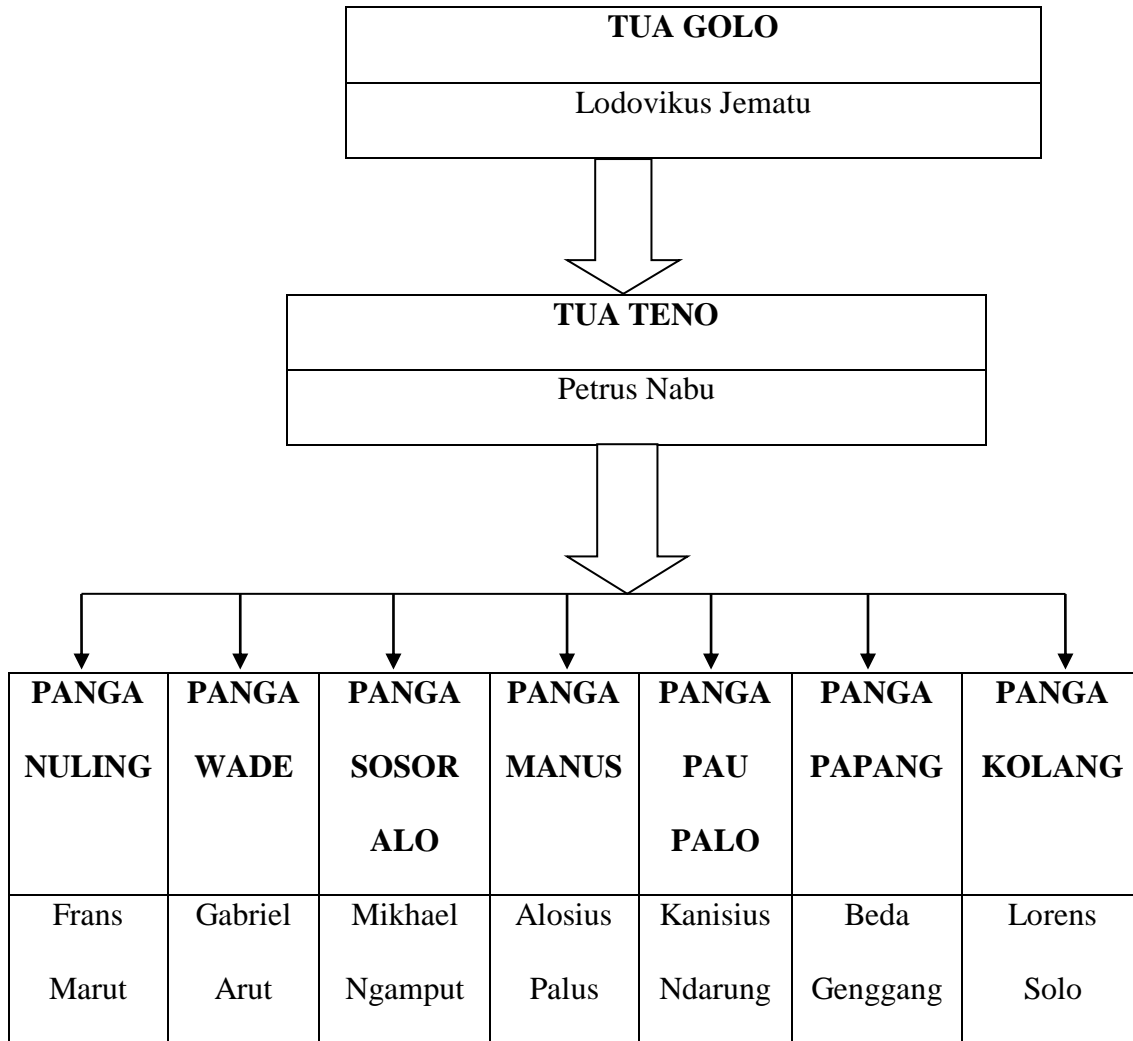 TUA GOLO
Lodovikus Jematu
TUA TENO
Petrus Nabu
PANGA NULING
PANGA WADE
PANGA SOSOR ALO
PANGA MANUS
PANGA PAU PALO
PANGA PAPANG
PANGA KOLANG
Frans Marut
Gabriel Arut
Mikhael Ngamput
Alosius Palus
Kanisius Ndarung
Beda Genggang
Lorens Solo